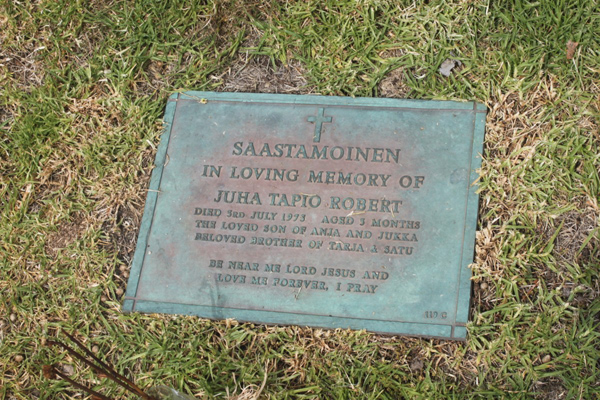 SAASTAMOINEN
IN LOVING MEMORY OF
JUHA TAPIO ROBERT
DIED 3RD JULY 1973 AGED 3 MONTHS
THE LOVED SON OF ANJA AND JUKKA
BELOVED BROTHER OF TARJA & SATU
BE NEAR ME LORD JESUS AND
LOVE ME FOREVER, I PRAY